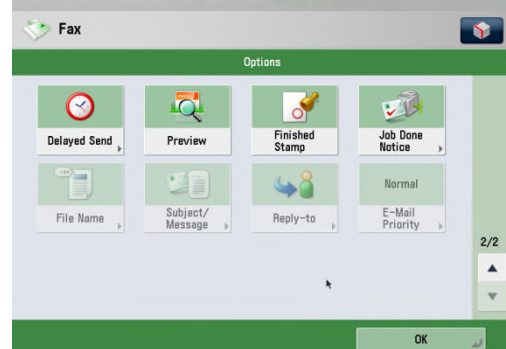 Fax
Options
Delayed Send
Preview
Finished
Stamp
Job Done
Notice
File Name
Subject/
Message
Reply-to
Normal
E-Mail
Priority
2/2
OK